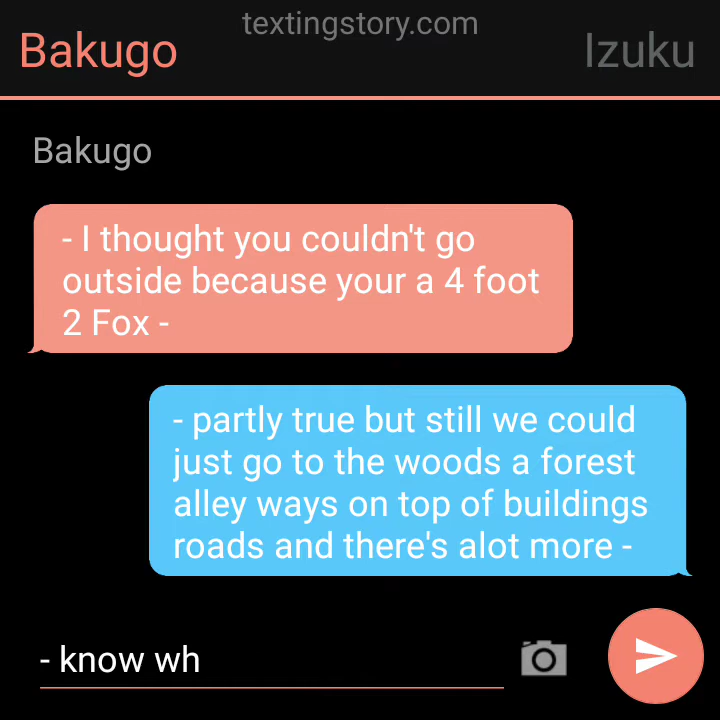 textingstory.com
Bakugo
Izuku
Bakugo
- I thought you couldn't go
outside because your a 4 foot
2 Fox -
- partly true but still we could
just go to the woods a forest
alley ways on top of buildings
roads and there's alot more -
- know wh